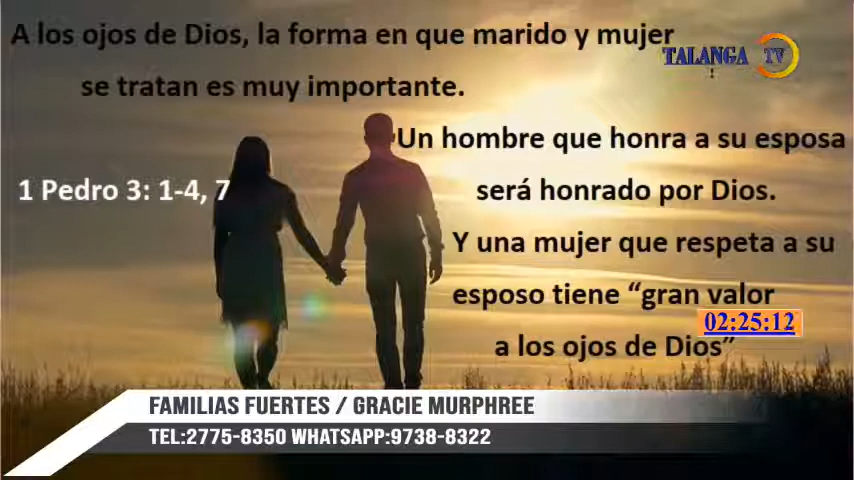 A los ojos de Dios, la forma en que marido y mujer
se tratan es muy importante.
TALANGA TV
Un hombre que honra a su esposa
será honrado por Dios.
1 Pedro 3: 1-4, 7
Y una mujer que respeta a su
esposo tiene “gran valor
a los ojos de Dios”
02:25:12
FAMILIAS FUERTES / GRACIE MURPHREE
TEL:2775-8350 WHATSAPP:9738-8322